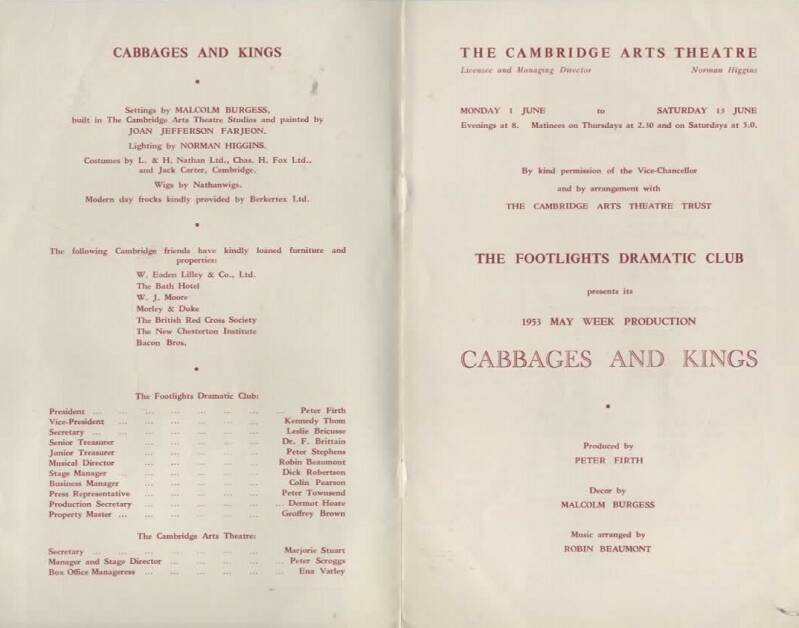 CABBAGES AND KINGS
Settings by MALCOLM BURGESS,
built in The Cambridge Arts Theatre Studios and painted by
JOAN JEFFERSON FARJEON.
Lighting by NORMAN HIGGINS.
Costumes by L. & H. Nathan Ltd., Chas. H. Fox Ltd.,
and Jack Carter, Cambridge.
Wigs by Nathanwigs.
Modern day frocks kindly provided by Berkertex Ltd.
The following Cambridge friends have kindly loaned furniture and
properties:
W. Eaden Lilley & Co., Ltd.
The Bath Hotel
W. J. Moore
Morley & Duke
The British Red Cross Society
The New Chesterton Institute
Bacon Bros.
The Footlights Dramatic Club:
President ... ... ... ... ... ... ... Peter Firth
Vice-President ... ... ... ... ... Kennedy Thom
Secretary ... ... ... ... ... ... ... Leslie Bricusse
Senior Treasurer ... ... ... ... ... Dr. F. Brittain
Junior Treasurer ... ... ... ... ... Peter Stephens
Musical Director ... ... ... ... ... Robin Beaumont
Stage Manager ... ... ... ... ... ... Dick Robertson
Business Manager ... ... ... ... ... Colin Pearson
Press Representative ... ... ... ... ... Peter Townsend
Production Secretary ... ... ... ... ... ... Dermot Hoare
Property Master ... ... ... ... ... ... Geoffrey Brown
The Cambridge Arts Theatre:
Secretary ... ... ... ... ... ... ... Marjorie Stuart
Manager and Stage Director ... ... ... ... ... Peter Scroggs
Box Office Manageress ... ... ... ... ... Ena Varley
THE CAMBRIDGE ARTS THEATRE
Licensee and Managing Director Norman Higgins
MONDAY 1 JUNE to SATURDAY 13 JUNE
Evenings at 8. Matinees on Thursdays at 2.30 and on Saturdays at 5.0.
By kind permission of the Vice-Chancellor
and by arrangement with
THE CAMBRIDGE ARTS THEATRE TRUST
THE FOOTLIGHTS DRAMATIC CLUB
presents its
1953 MAY WEEK PRODUCTION
CABBAGES AND KINGS
Produced by
PETER FIRTH
Decor by
MALCOLM BURGESS
Music arranged by
ROBIN BEAUMONT